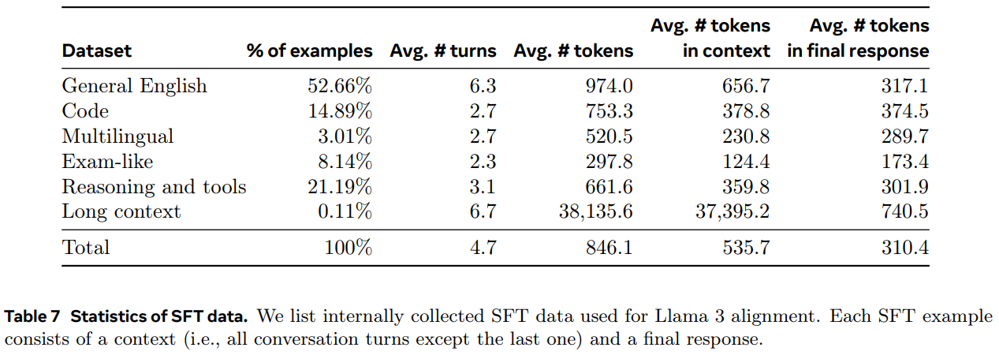 Dataset % of examples Avg. # turns Avg. # tokens Avg. # tokens in context Avg. # tokens in final response
General English 52.66% 6.3 974.0 656.7 317.1
Code 14.89% 2.7 753.3 378.8 374.5
Multilingual 3.01% 2.7 520.5 230.8 289.7
Exam-like 8.14% 2.3 297.8 124.4 173.4
Reasoning and tools 21.19% 3.1 661.6 359.8 301.9
Long context 0.11% 6.7 38,135.6 37,395.2 740.5
Total 100% 4.7 846.1 535.7 310.4
Table 7 Statistics of SFT data. We list internally collected SFT data used for Llama 3 alignment. Each SFT example
consists of a context (i.e., all conversation turns except the last one) and a final response.